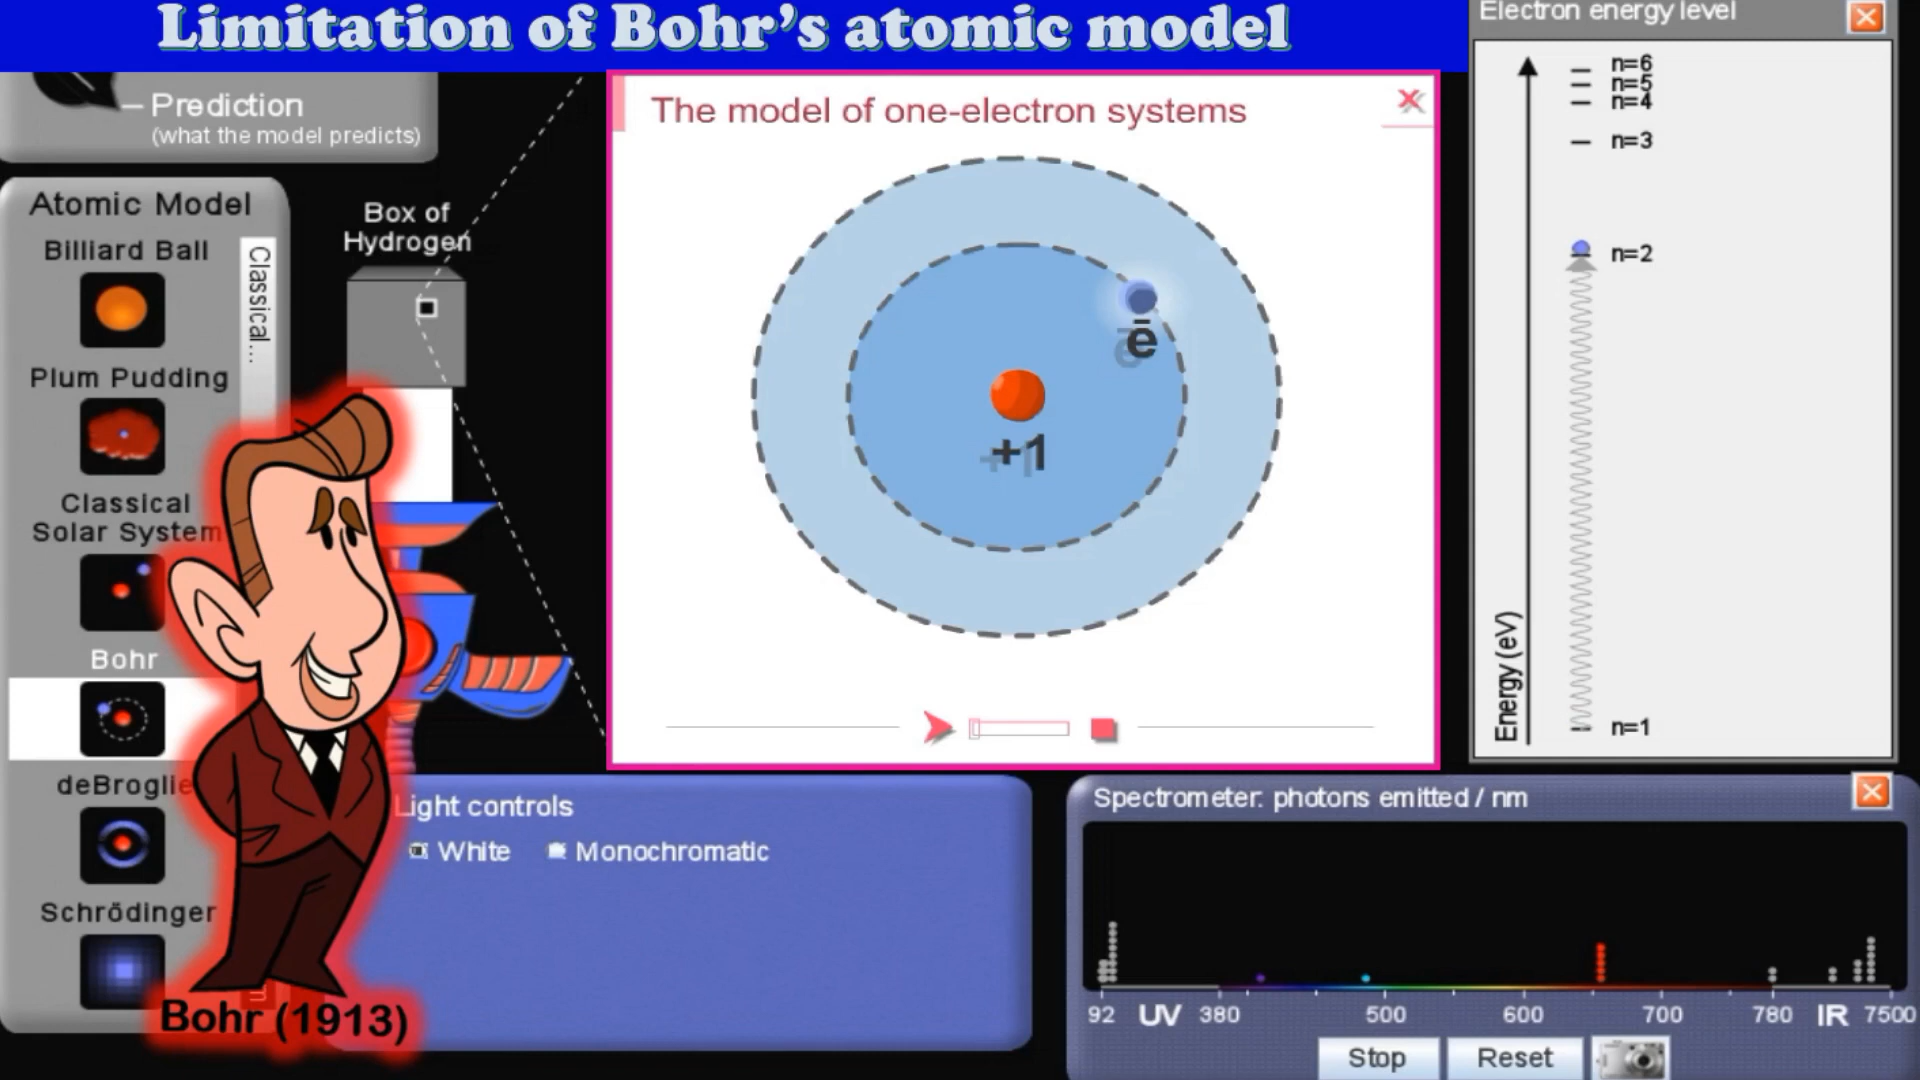 Limitation of Bohr's atomic model
Prediction
(what the model predicts)
Atomic Model
Billiard Ball
Plum Pudding
Classical
Solar System
Bohr
deBroglie
Schrödinger
Classical...
Box of
Hydrogen
Bohr (1913)
The model of one-electron systems
ē
+1
Light controls
White
Monochromatic
Electron energy level
n=6
n=5
n=4
n=3
n=2
n=1
Energy (eV)
Spectrometer: photons emitted / nm
92 UV 380 500 600 700 780 IR 7500
Stop
Reset